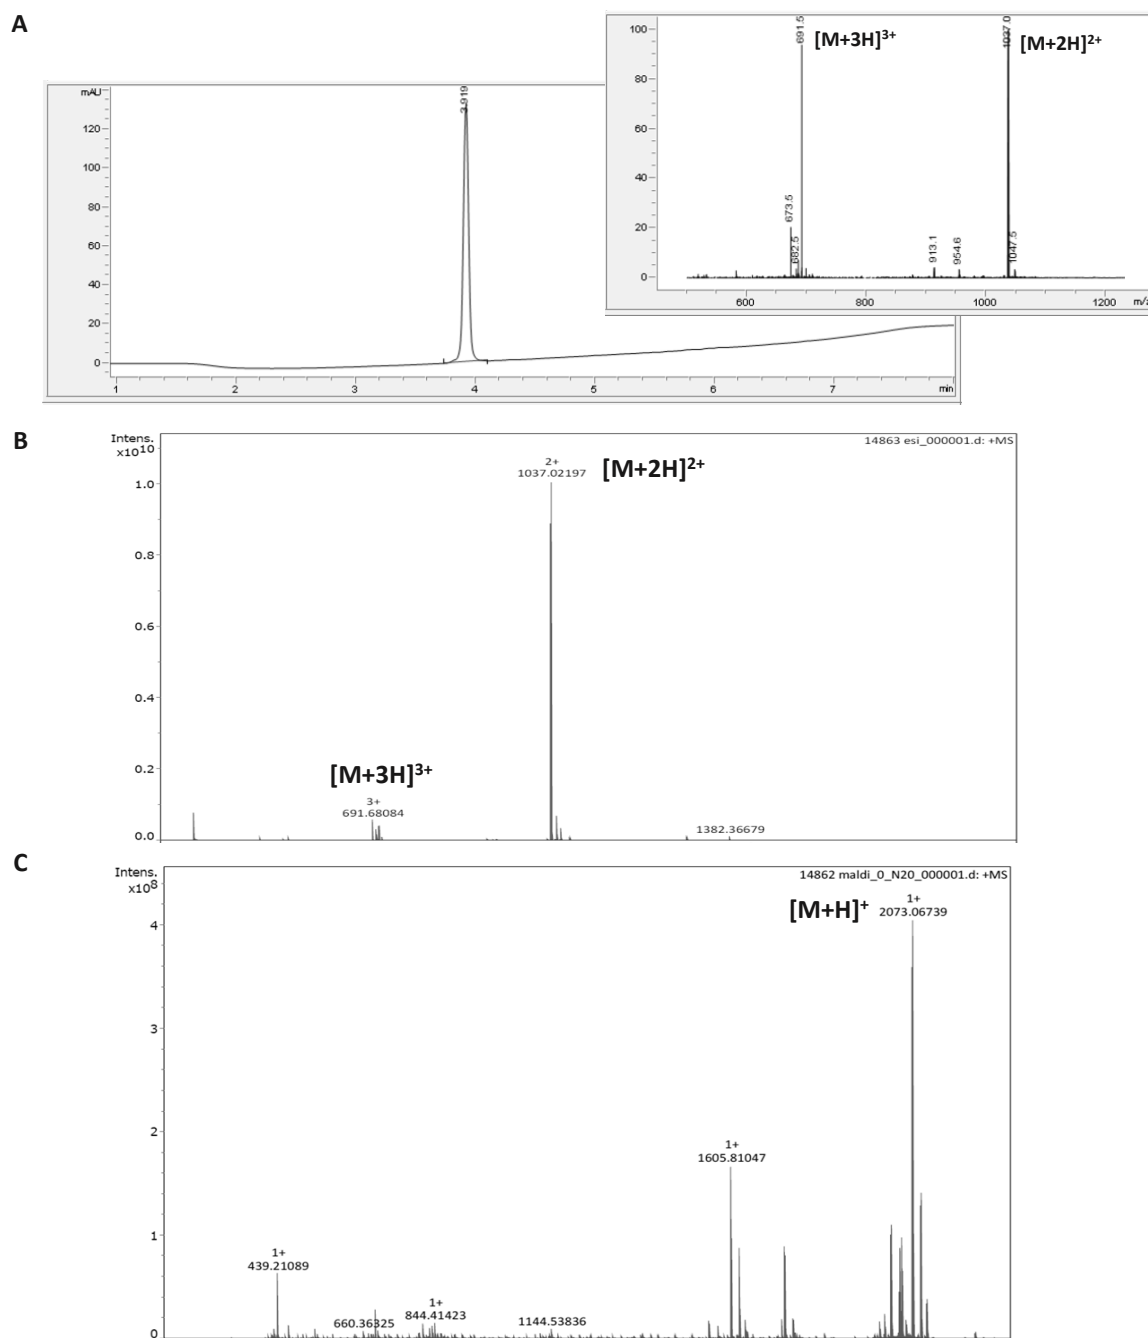 A
mAU
120
100
80
60
40
20
0
3.919
1 2 3 4 5 6 7 min
100
80
60
40
20
0
691.5
[M+3H]3+
1037.0
[M+2H]2+
673.5
682.5
913.1
954.6
1047.5
600 800 1000 1200 m/
B
Intens.
x10¹⁰
14863 esi_000001.d: +MS
1.0
0.8
0.6
0.4
0.2
0.0
2+
1037.02197
[M+2H]2+
[M+3H]3+
3+
691.68084
1382.36679
C
Intens.
x10⁸
14862 maldi_0_N20_000001.d: +MS
4
3
2
1
0
[M+H]+
1+
2073.06739
1+
1605.81047
1+
439.21089
660.36325
1+
844.41423
1144.53836